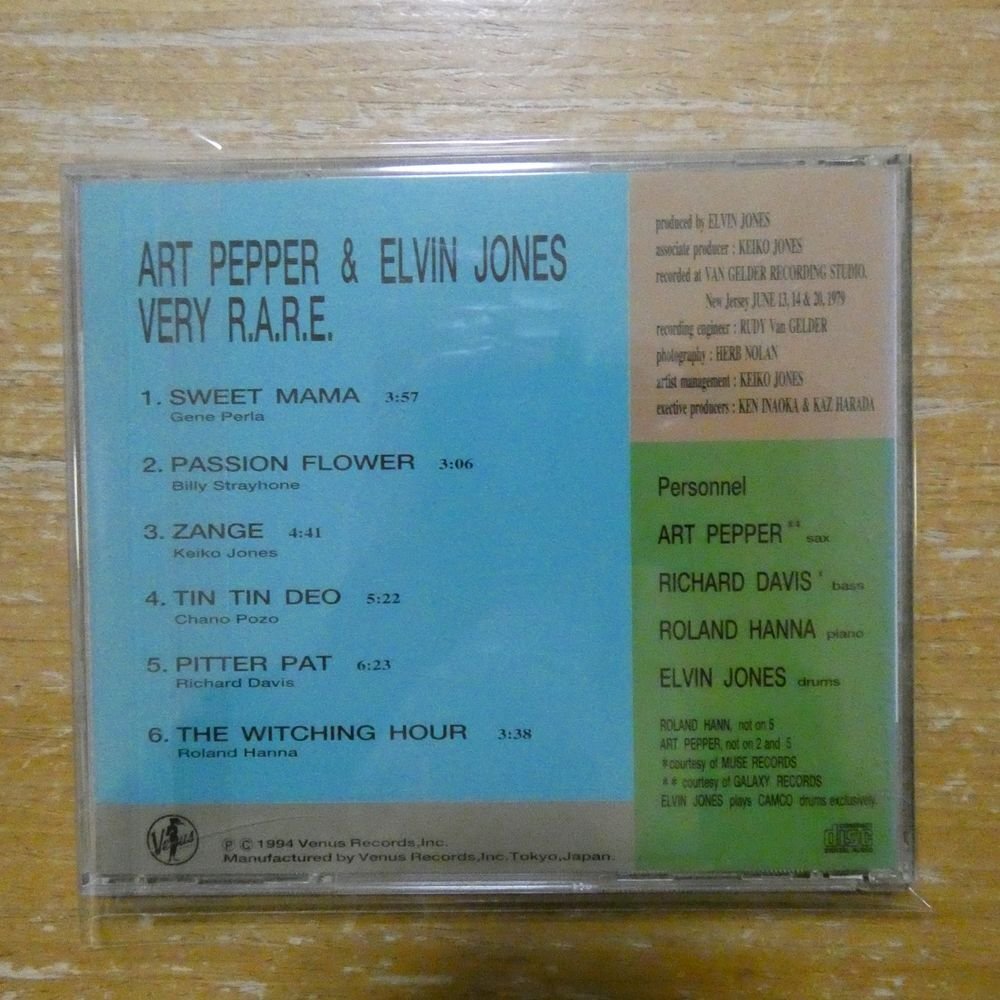 ART PEPPER & ELVIN JONES
VERY R.A.R.E.
1. SWEET MAMA 3:57
Gene Perla
2. PASSION FLOWER 3:06
Billy Strayhone
3. ZANGE 4:41
Keiko Jones
4. TIN TIN DEO 5:22
Chano Pozo
5. PITTER PAT 6:23
Richard Davis
6. THE WITCHING HOUR 3:38
Roland Hanna
Venus
Ⓟ Ⓒ 1994 Venus Records,Inc.
Manufactured by Venus Records,Inc.Tokyo,Japan.
produced by ELVIN JONES
associate producer : KEIKO JONES
recorded at VAN GELDER RECORDING STUDIO.
New Jersey JUNE 13, 14 & 20, 1979
recording engineer : RUDY Van GELDER
photography : HERB NOLAN
artist management : KEIKO JONES
exective producers : KEN INAOKA & KAZ HARADA
Personnel
ART PEPPER** sax
RICHARD DAVIS* bass
ROLAND HANNA piano
ELVIN JONES drums
ROLAND HANN, not on 5
ART PEPPER, not on 2 and 5
*courtesy of MUSE RECORDS
** courtesy of GALAXY RECORDS
ELVIN JONES plays CAMCO drums exclusively.
COMPACT
disc
DIGITAL AUDIO